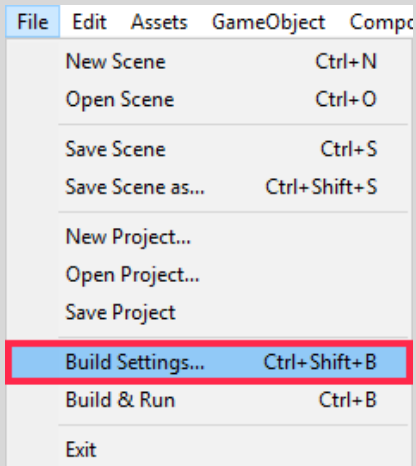 File Edit Assets GameObject Compo
New Scene Ctrl+N
Open Scene Ctrl+O
Save Scene Ctrl+S
Save Scene as... Ctrl+Shift+S
New Project...
Open Project...
Save Project
Build Settings... Ctrl+Shift+B
Build & Run Ctrl+B
Exit